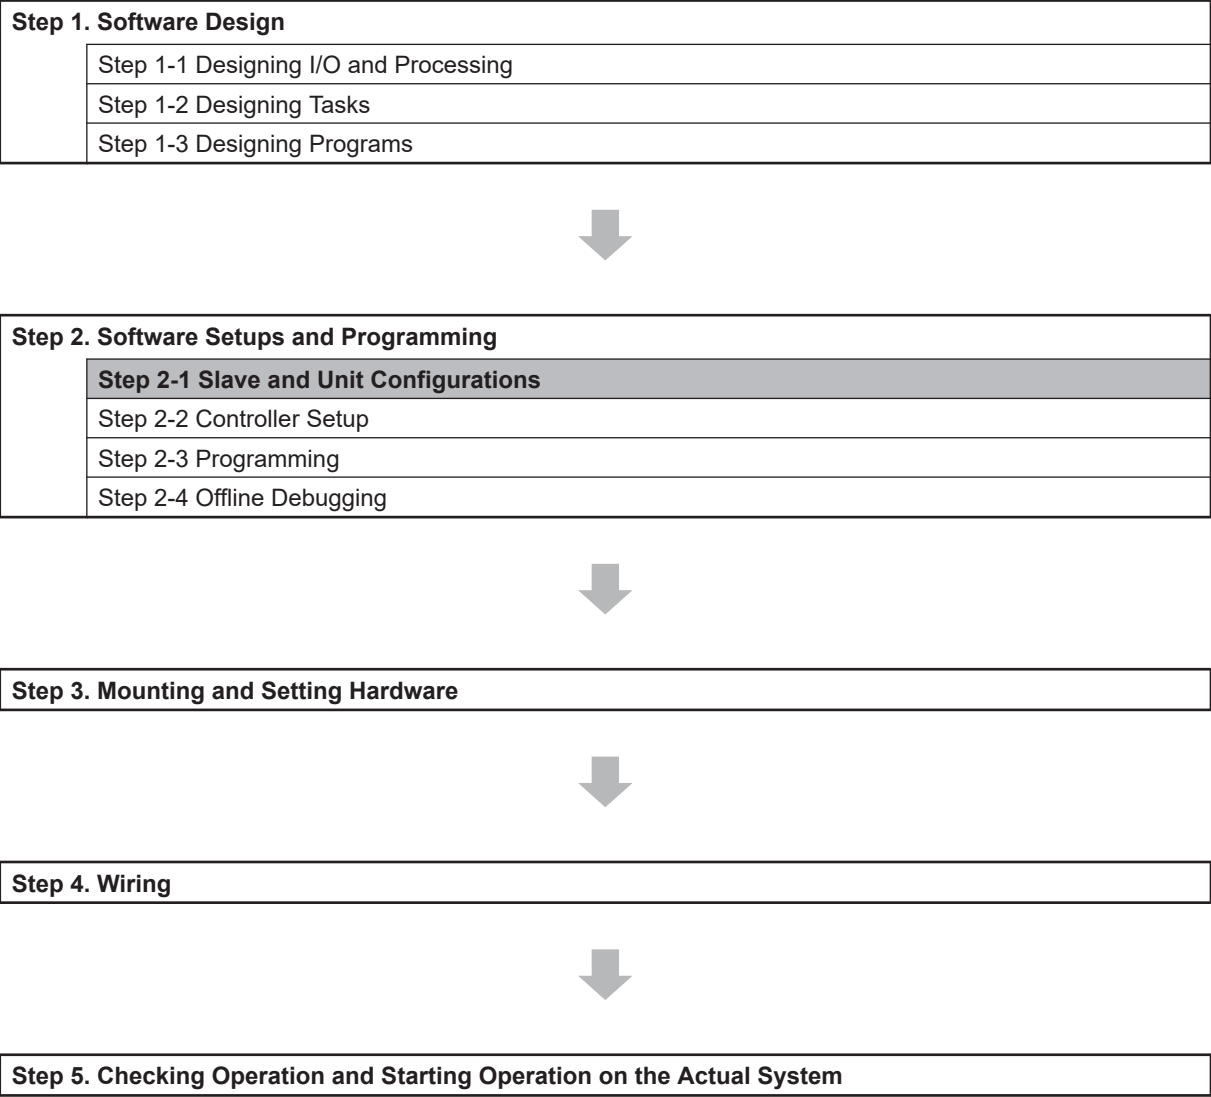 Step 1. Software Design
Step 1-1 Designing I/O and Processing
Step 1-2 Designing Tasks
Step 1-3 Designing Programs
Step 2. Software Setups and Programming
Step 2-1 Slave and Unit Configurations
Step 2-2 Controller Setup
Step 2-3 Programming
Step 2-4 Offline Debugging
Step 3. Mounting and Setting Hardware
Step 4. Wiring
Step 5. Checking Operation and Starting Operation on the Actual System